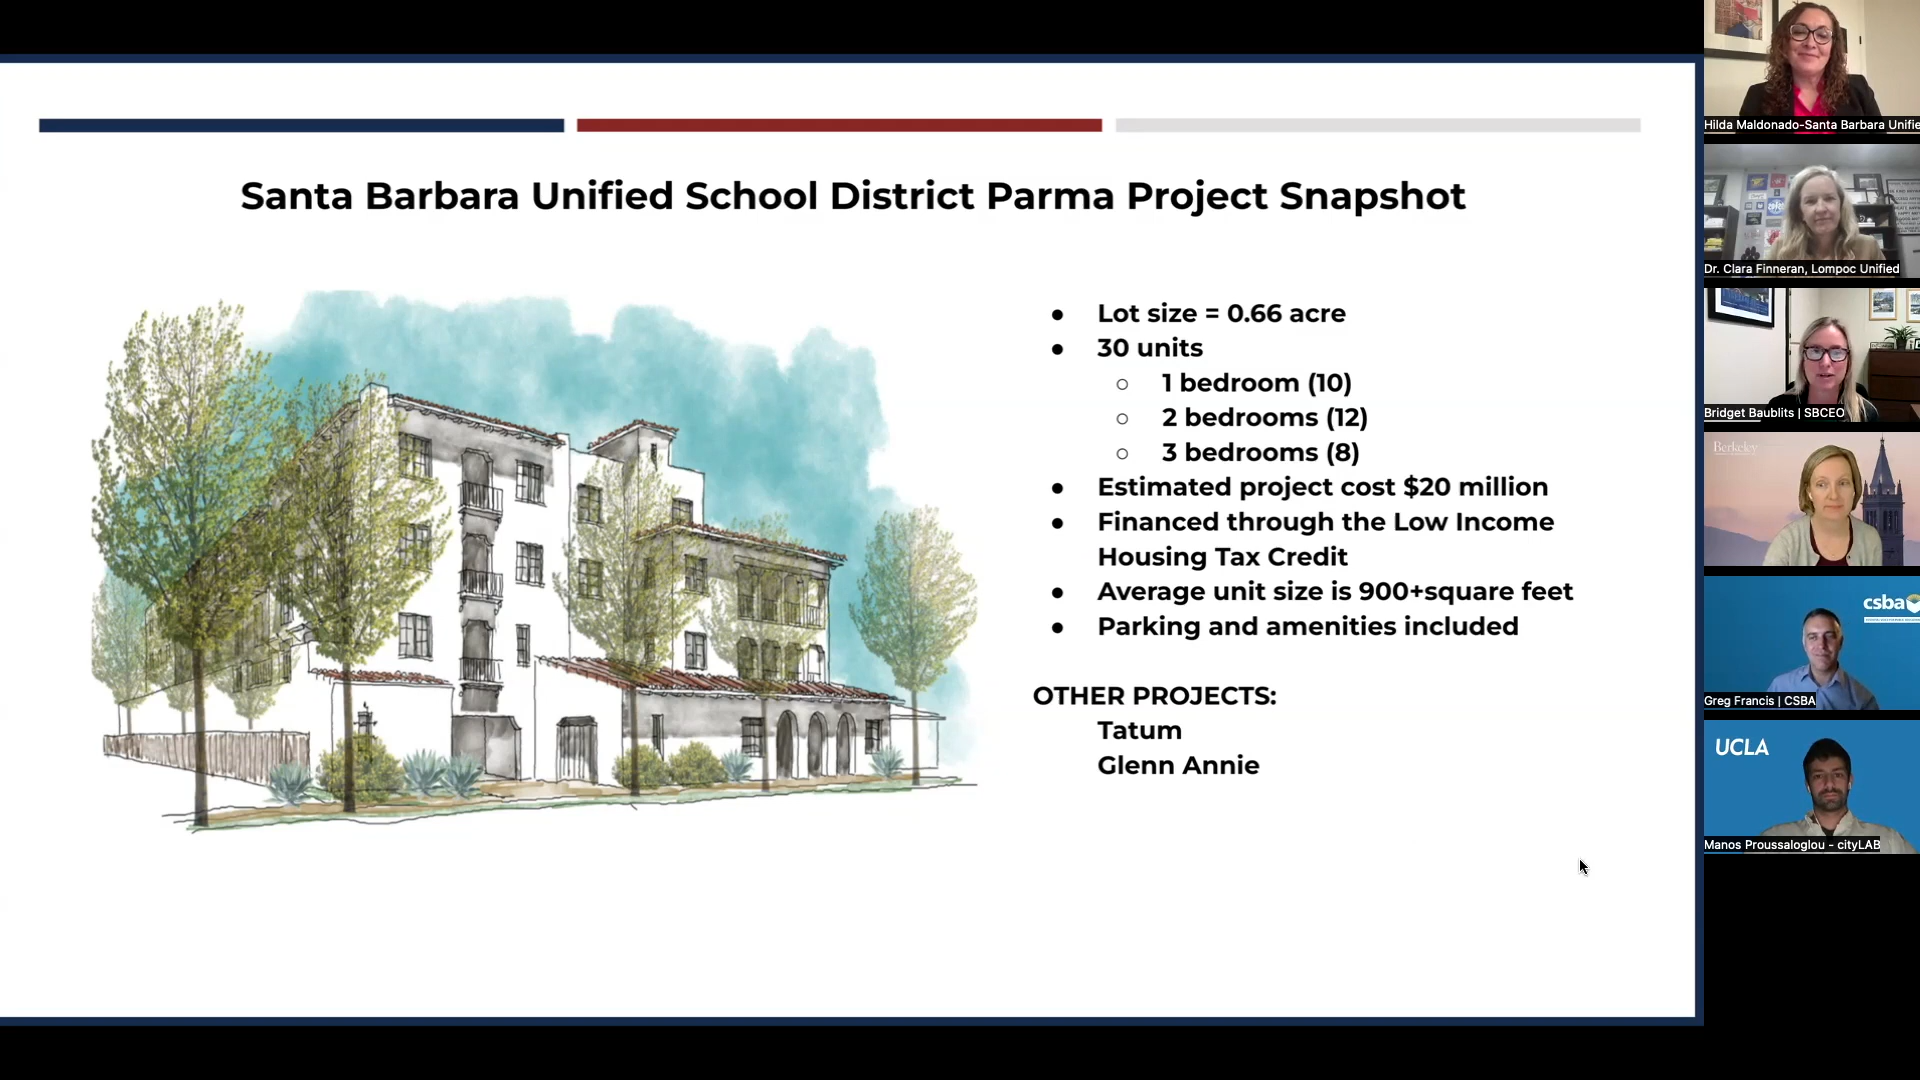 Santa Barbara Unified School District Parma Project Snapshot
● Lot size = 0.66 acre
● 30 units
○ 1 bedroom (10)
○ 2 bedrooms (12)
○ 3 bedrooms (8)
● Estimated project cost $20 million
● Financed through the Low Income
Housing Tax Credit
● Average unit size is 900+square feet
● Parking and amenities included
OTHER PROJECTS:
Tatum
Glenn Annie
Hilda Maldonado-Santa Barbara Unifie
Dr. Clara Finneran, Lompoc Unified
Bridget Baublits | SBCEO
Berkeley
csba
Greg Francis | CSBA
UCLA
Manos Proussaloglou - cityLAB